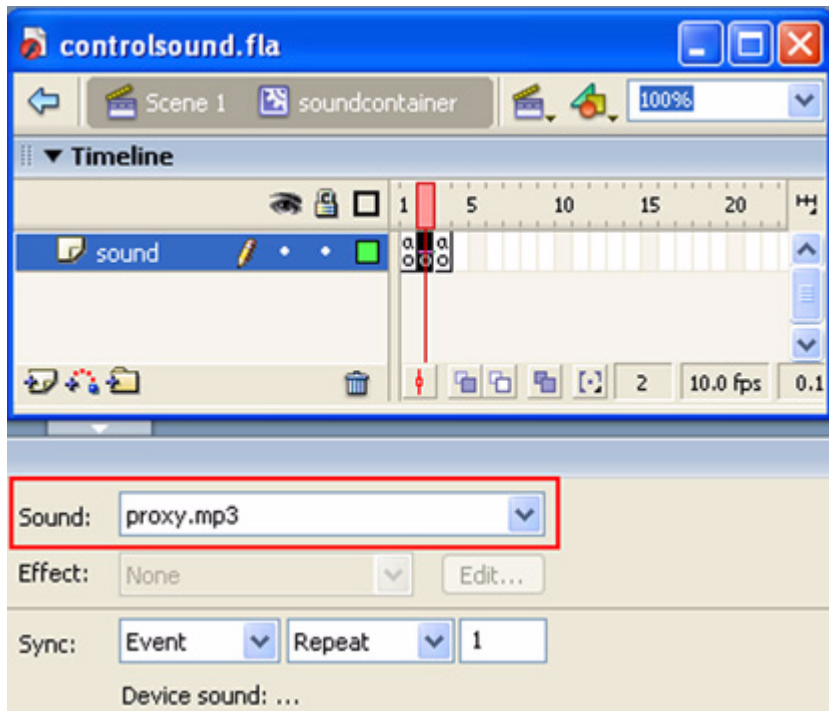 controlsound.fla
Scene 1 soundcontainer 100%
Timeline
1 5 10 15 20
sound a a
2 10.0 fps 0.1
Sound: proxy.mp3
Effect: None Edit...
Sync: Event Repeat 1
Device sound: ...